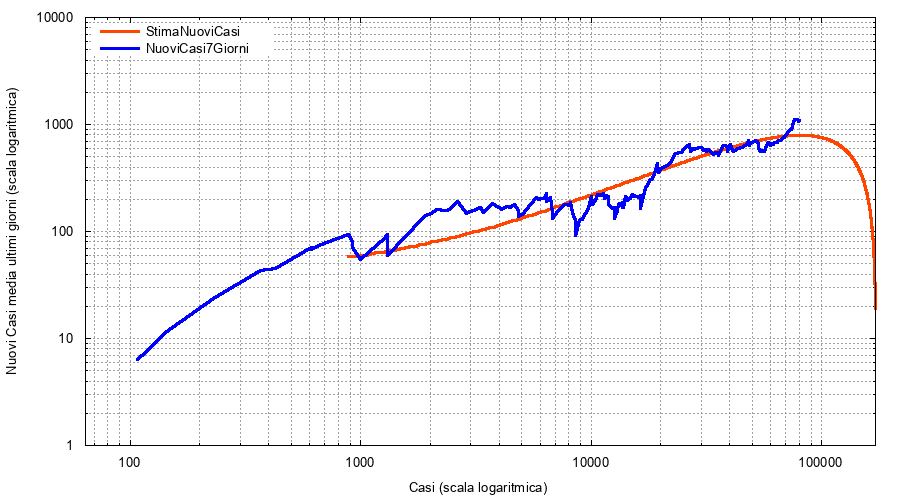 10000
StimaNuoviCasi
NuoviCasi7Giorni
1000
100
10
1
Nuovi Casi media ultimi giorni (scala logaritmica)
100
1000
10000
100000
Casi (scala logaritmica)